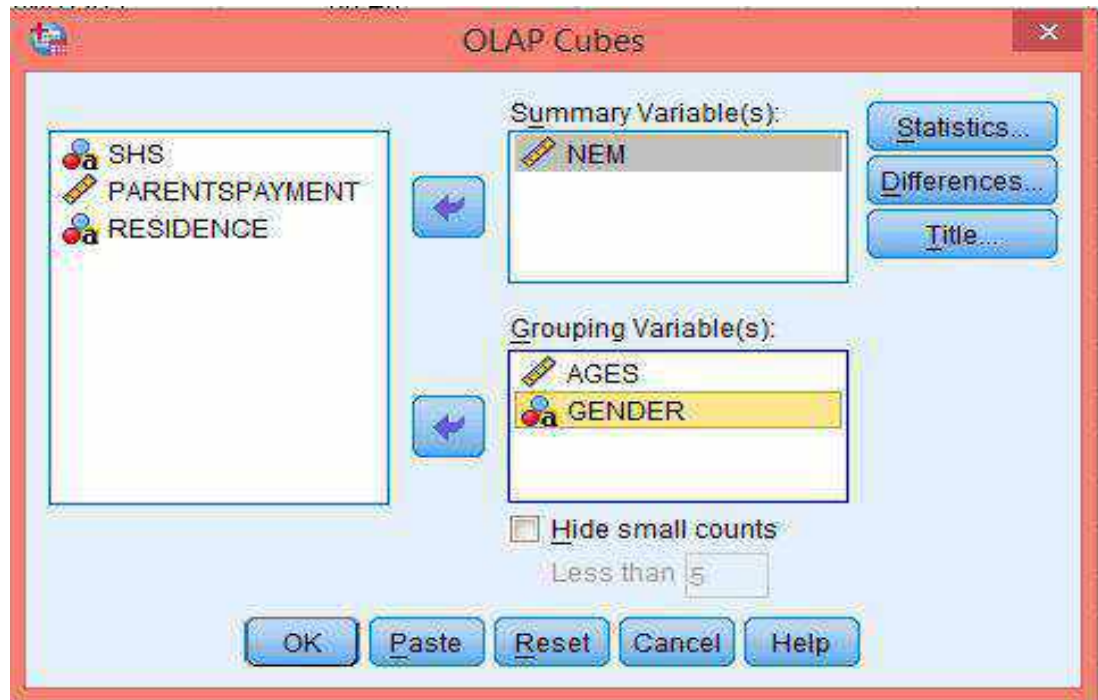 OLAP Cubes
SHS
PARENTSPAYMENT
RESIDENCE
Summary Variable(s):
NEM
Statistics...
Differences...
Title...
Grouping Variable(s):
AGES
GENDER
Hide small counts
Less than 5
OK
Paste
Reset
Cancel
Help